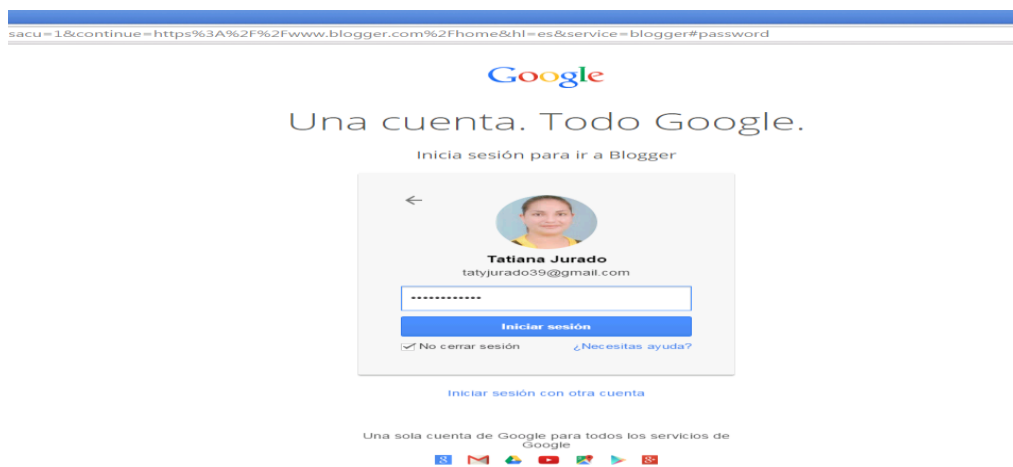 sacu=1&continue=https%3A%2F%2Fwww.blogger.com%2Fhome&hl=es&service=blogger#password
Google
Una cuenta. Todo Google.
Inicia sesión para ir a Blogger
Tatiana Jurado
tatyjurado39@gmail.com
••••••••••••
Iniciar sesión
No cerrar sesión ¿Necesitas ayuda?
Iniciar sesión con otra cuenta
Una sola cuenta de Google para todos los servicios de
Google